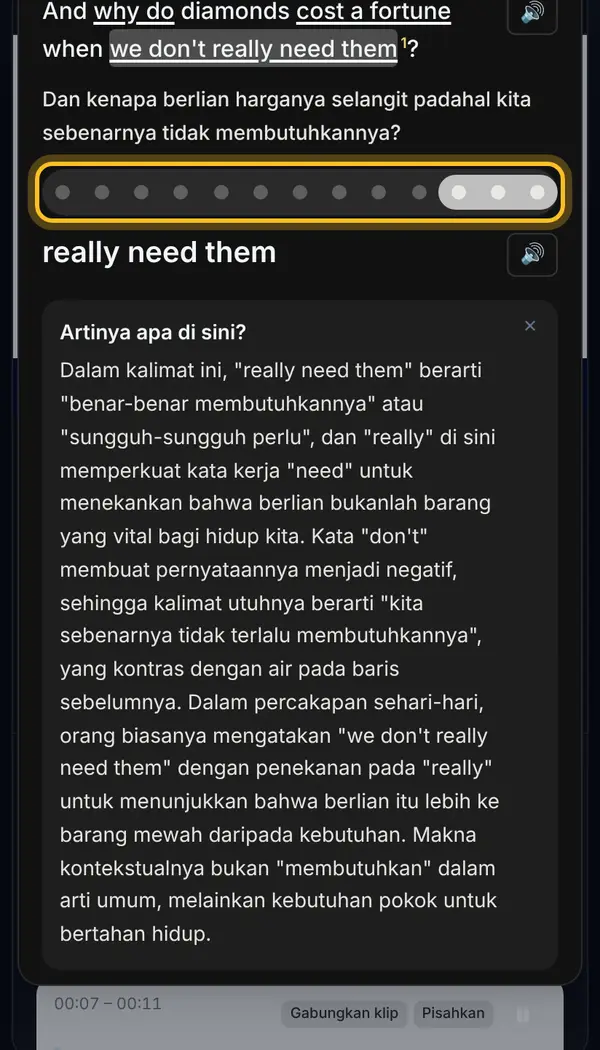 And why do diamonds cost a fortune
when we don't really need them¹?
Dan kenapa berlian harganya selangit padahal kita
sebenarnya tidak membutuhkannya?
really need them
Artinya apa di sini?
Dalam kalimat ini, "really need them" berarti
"benar-benar membutuhkannya" atau
"sungguh-sungguh perlu", dan "really" di sini
memperkuat kata kerja "need" untuk
menekankan bahwa berlian bukanlah barang
yang vital bagi hidup kita. Kata "don't"
membuat pernyataannya menjadi negatif,
sehingga kalimat utuhnya berarti "kita
sebenarnya tidak terlalu membutuhkannya",
yang kontras dengan air pada baris
sebelumnya. Dalam percakapan sehari-hari,
orang biasanya mengatakan "we don't really
need them" dengan penekanan pada "really"
untuk menunjukkan bahwa berlian itu lebih ke
barang mewah daripada kebutuhan. Makna
kontekstualnya bukan "membutuhkan" dalam
arti umum, melainkan kebutuhan pokok untuk
bertahan hidup.
00:07 – 00:11
Gabungkan klip
Pisahkan